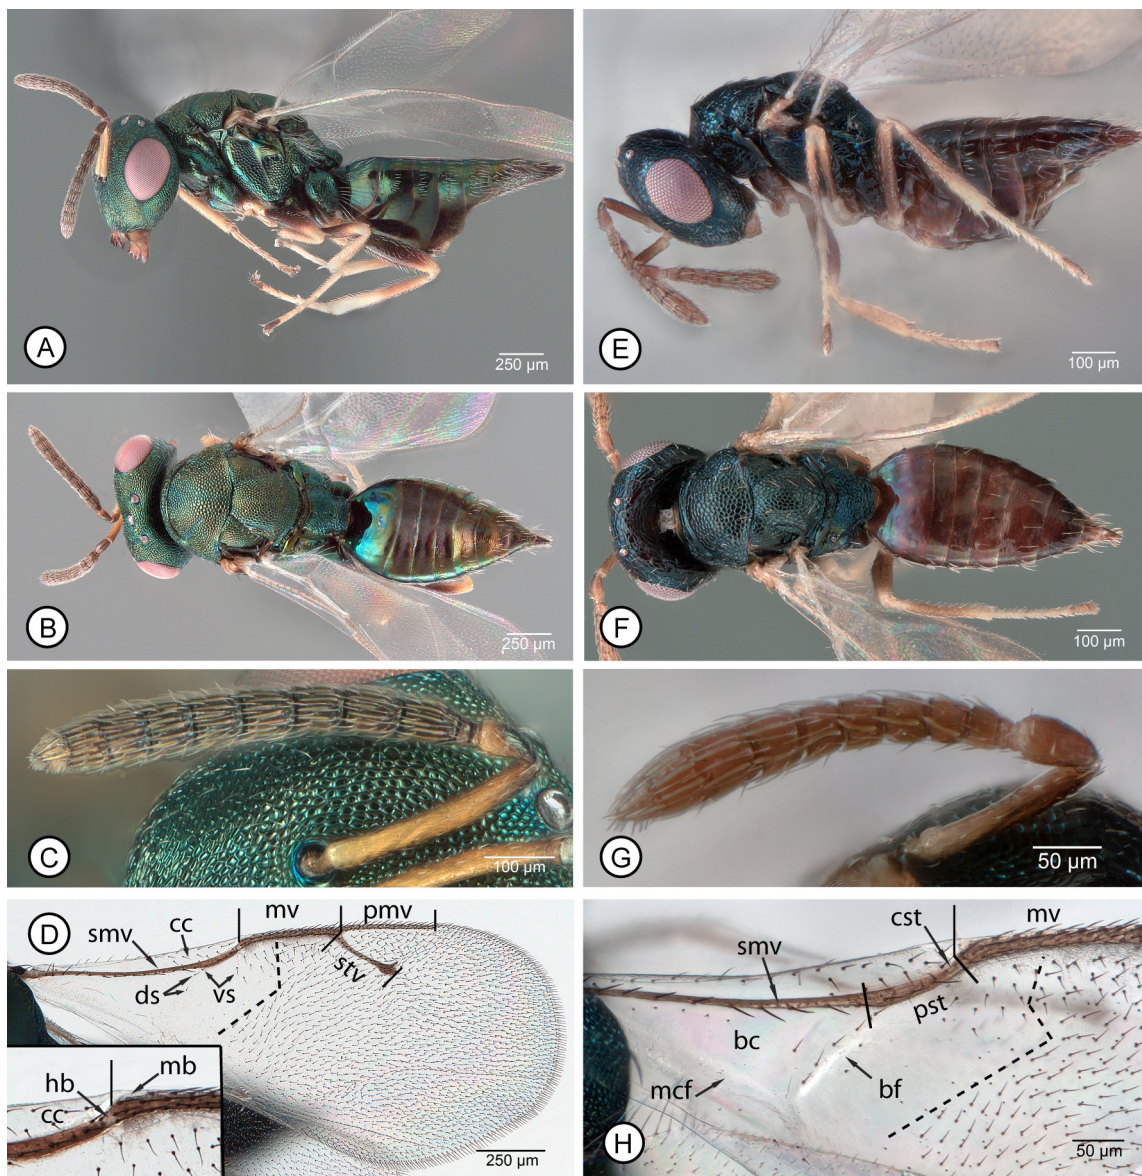 A
250 µm
E
100 µm
B
250 µm
F
100 µm
C
100 µm
G
50 µm
D
smv
cc
mv
pmv
stv
ds
vs
hb
cc
mb
250 µm
cst
mv
smv
pst
bc
mcf
bf
H
50 µm